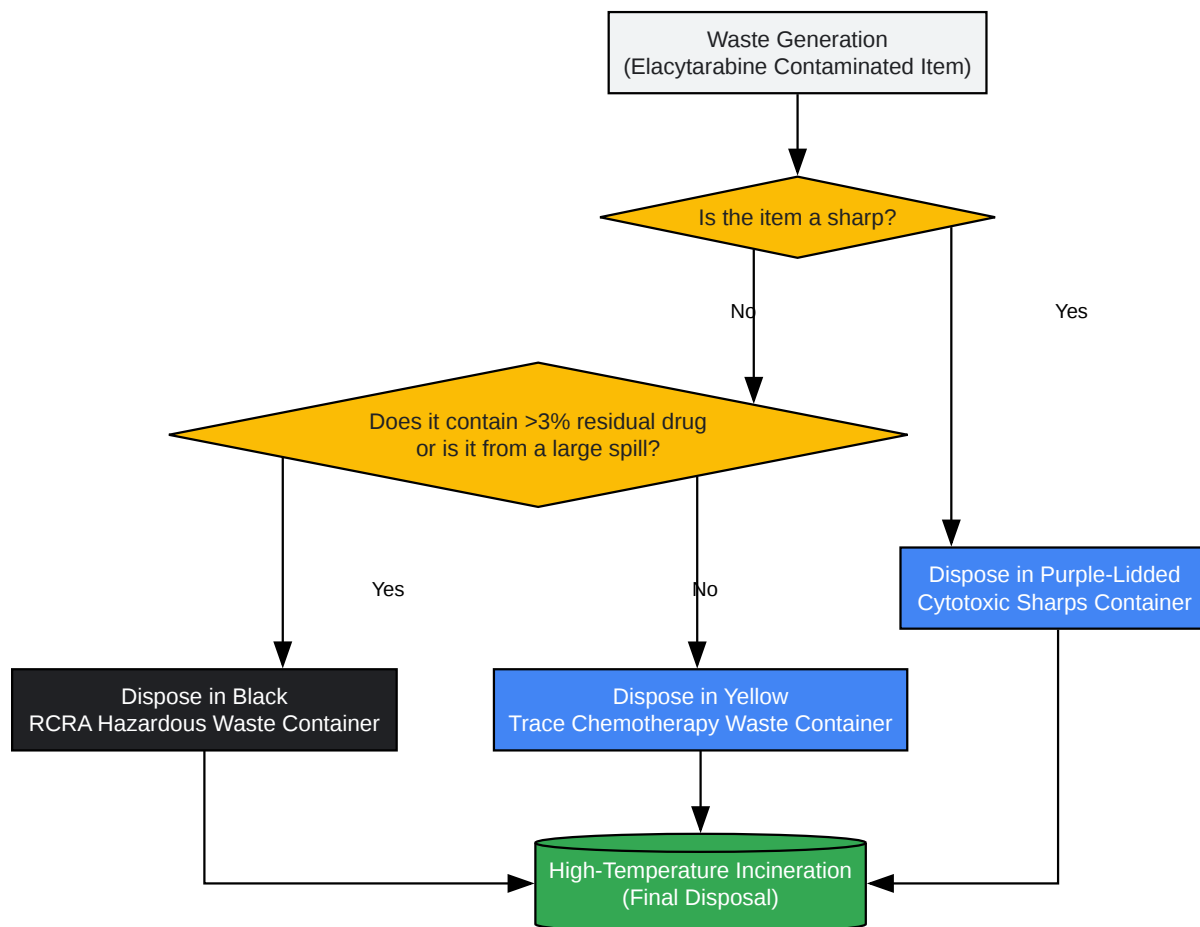 Waste Generation
(Elacytarabine Contaminated Item)
Is the item a sharp?
No
Yes
Does it contain >3% residual drug
or is it from a large spill?
Yes
No
Dispose in Purple-Lidded
Cytotoxic Sharps Container
Dispose in Black
RCRA Hazardous Waste Container
Dispose in Yellow
Trace Chemotherapy Waste Container
High-Temperature Incineration
(Final Disposal)